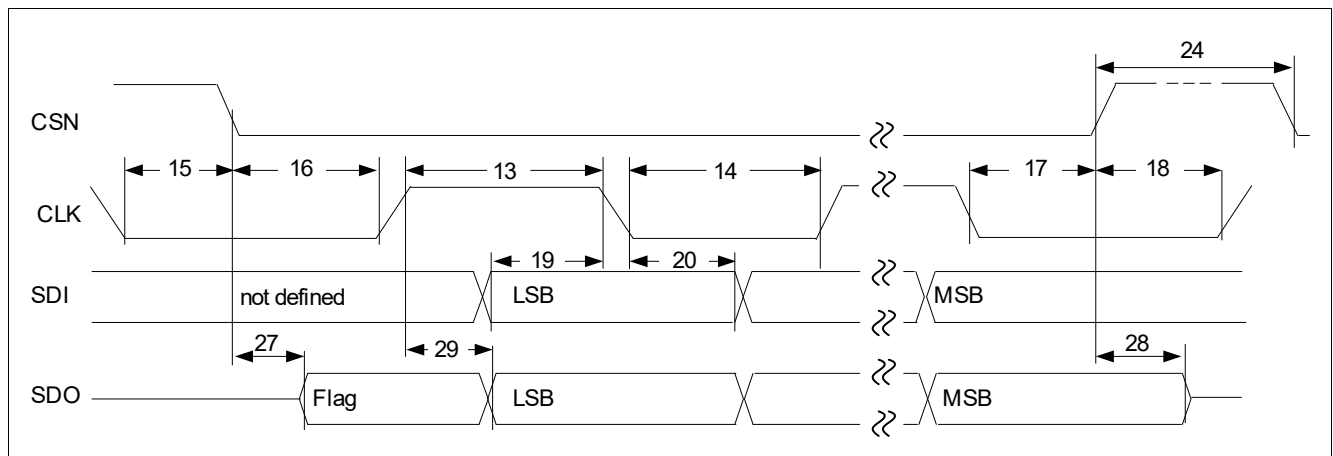 24
CSN
15
16
13
14
17
18
CLK
19
20
SDI
not defined
LSB
MSB
27
29
28
SDO
Flag
LSB
MSB